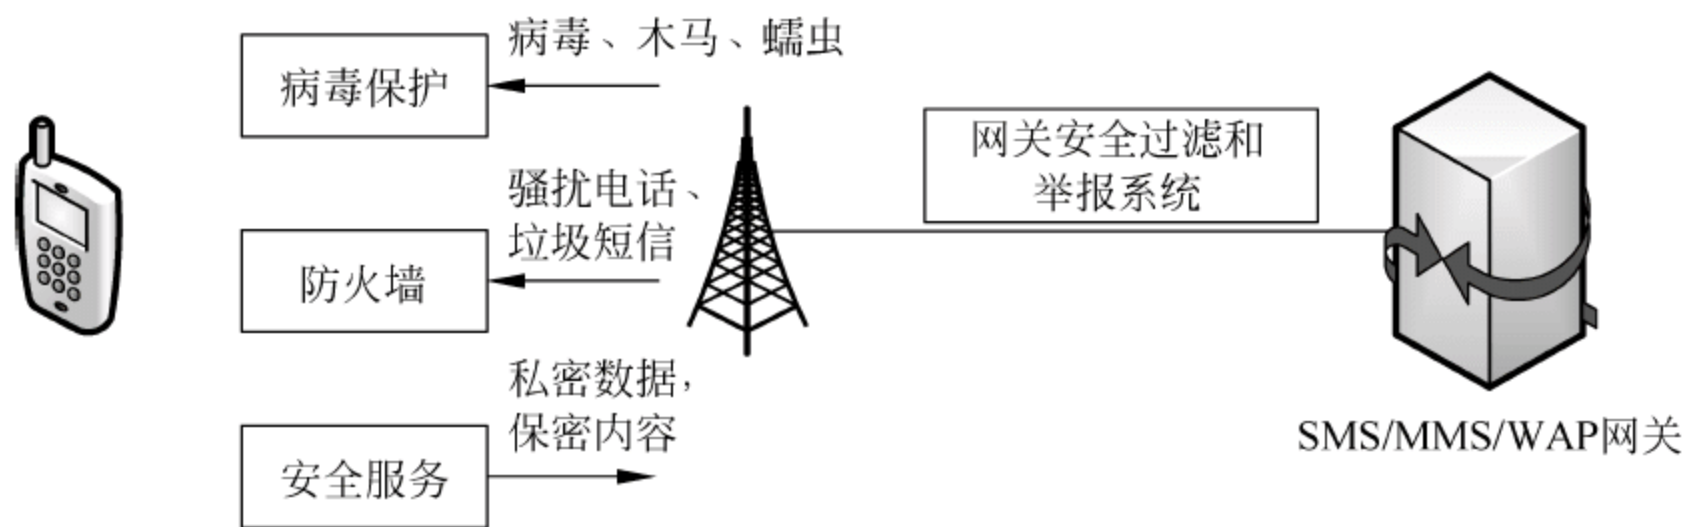 病毒、木马、蠕虫
病毒保护
骚扰电话、
垃圾短信
防火墙
私密数据，
保密内容
安全服务
网关安全过滤和
举报系统
SMS/MMS/WAP网关